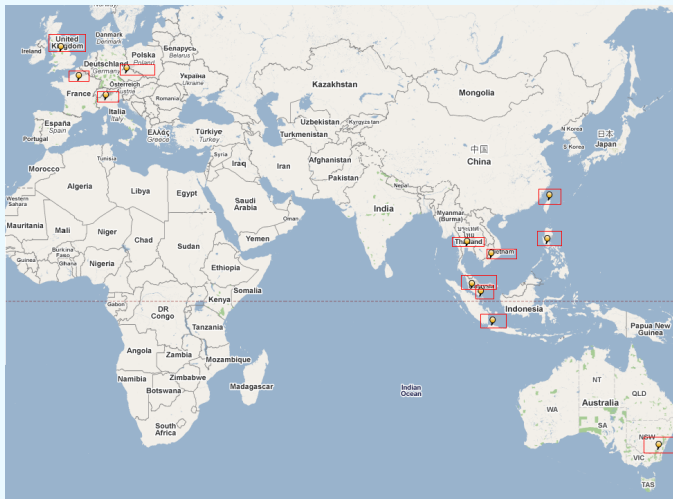 Norway
United
Kingdom
Ireland
Danmark
Denmark
Deutschland
Germany
Polska
Poland
Беларусь
Belarus
Україна
Ukraine
Österreich
France
Romania
Italia
Italy
España
Spain
Portugal
Ελλάς
Greece
Türkiye
Turkey
Kazakhstan
Mongolia
Uzbekistan
Kyrgyzstan
Turkmenistan
中国
China
N Korea
S Korea
日本
Japan
Tunisia
Syria
Iraq
Iran
Afghanistan
Pakistan
Nepal
India
Morocco
Algeria
Libya
Egypt
Saudi
Arabia
Oman
Yemen
Western
Sahara
Mauritania
Mali
Niger
Chad
Sudan
Burkina
Faso
Guinea
Ghana
Nigeria
Ethiopia
Somalia
Kenya
Gabon
DR
Congo
Tanzania
Angola
Zambia
Mozambique
Zimbabwe
Namibia
Botswana
Madagascar
South
Africa
Myanmar
(Burma)
Thailand
Vietnam
Indonesia
Papua New
Guinea
Indian
Ocean
Australia
NT
QLD
WA
SA
NSW
VIC
TAS